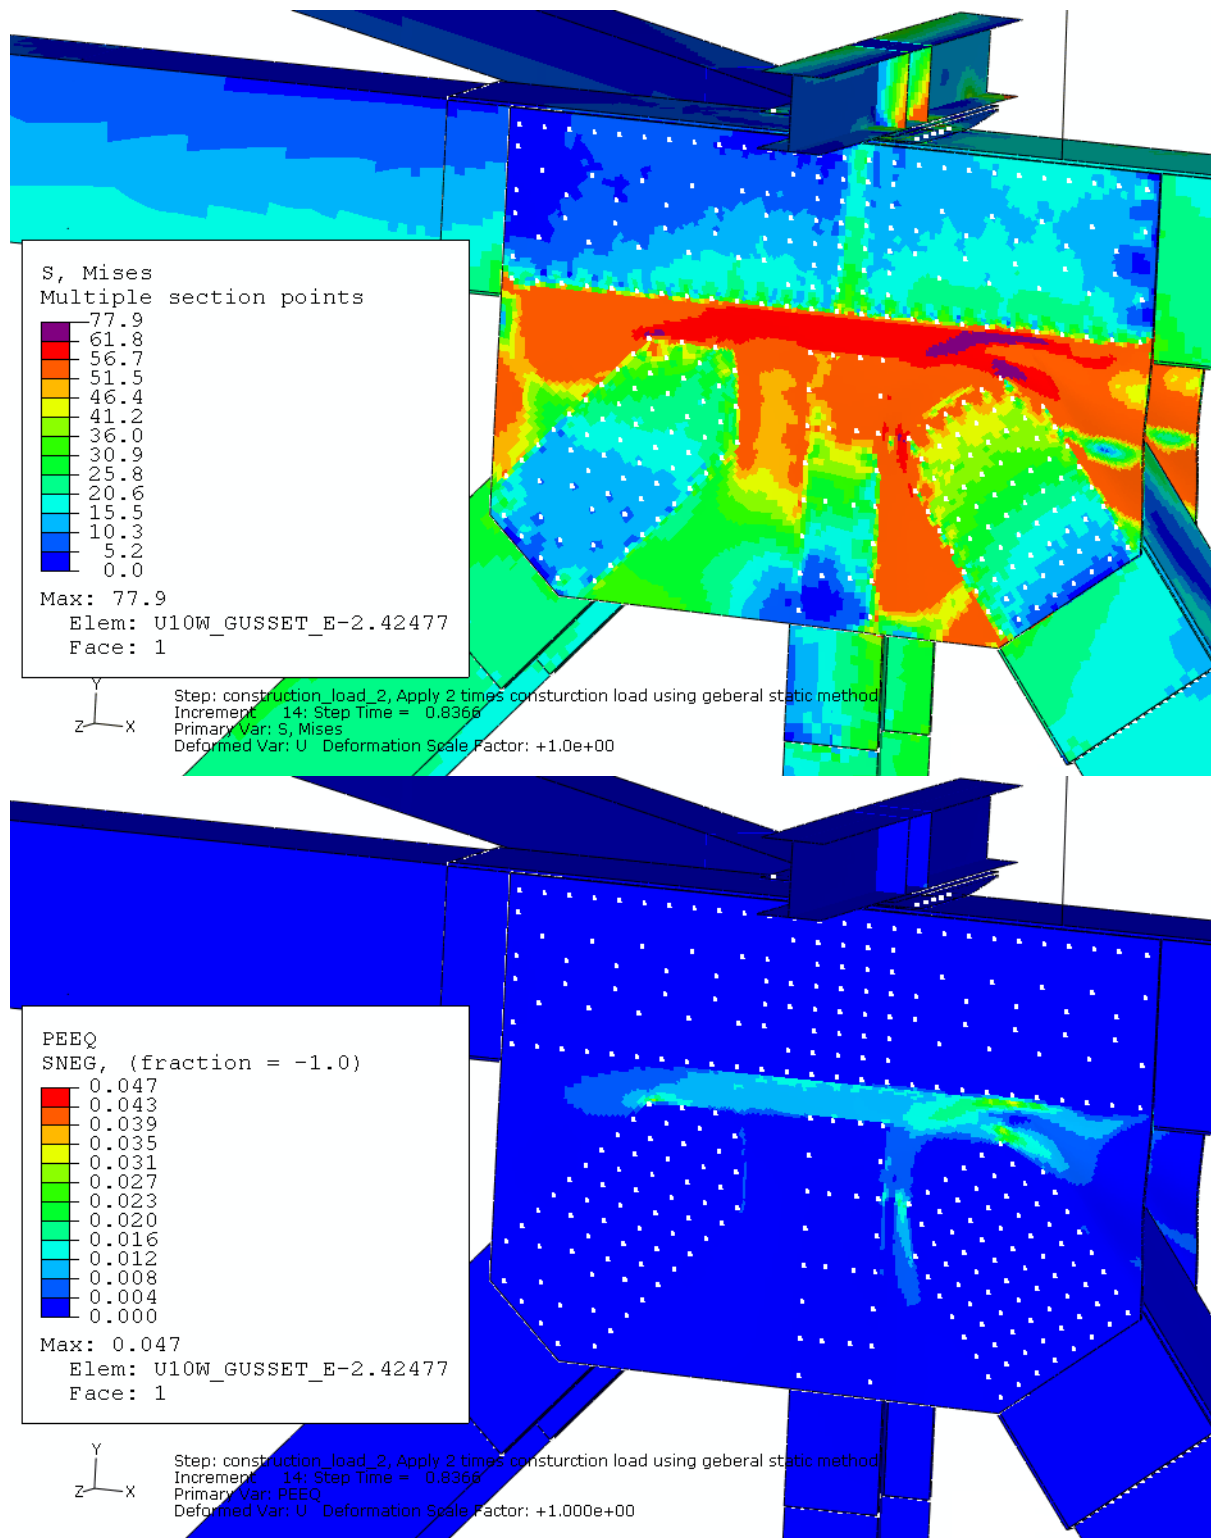 S, Mises
Multiple section points
77.9
61.8
56.7
51.5
46.4
41.2
36.0
30.9
25.8
20.6
15.5
10.3
5.2
0.0
Max: 77.9
Elem: U10W_GUSSET_E-2.42477
Face: 1
Y
Z X
Step: construction_load_2, Apply 2 times consturction load using geberal static method
Increment 14: Step Time = 0.8366
Primary Var: S, Mises
Deformed Var: U Deformation Scale Factor: +1.0e+00
PEEQ
SNEG, (fraction = -1.0)
0.047
0.043
0.039
0.035
0.031
0.027
0.023
0.020
0.016
0.012
0.008
0.004
0.000
Max: 0.047
Elem: U10W_GUSSET_E-2.42477
Face: 1
Y
Z X
Step: construction_load_2, Apply 2 times consturction load using geberal static method
Increment 14: Step Time = 0.8366
Primary Var: PEEQ
Deformed Var: U Deformation Scale Factor: +1.000e+00